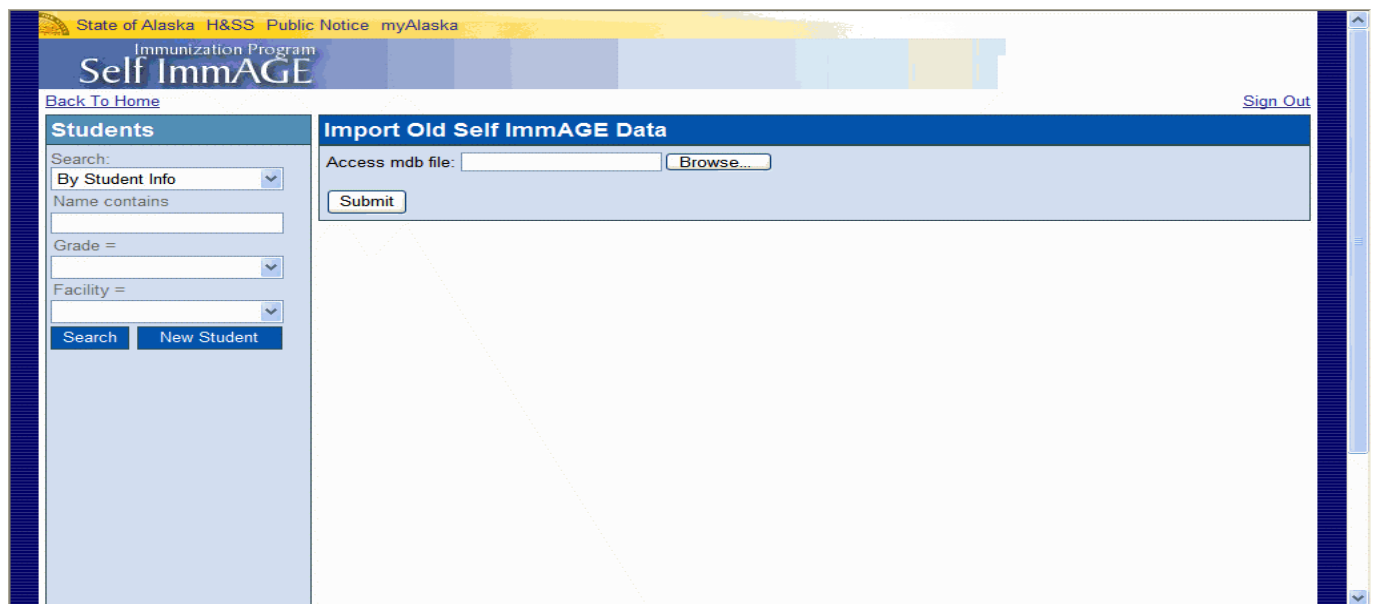 State of Alaska H&SS Public Notice myAlaska
Immunization Program
Self ImmAGE
Back To Home
Sign Out
Students
Search:
By Student Info
Name contains
Grade =
Facility =
Search
New Student
Import Old Self ImmAGE Data
Access mdb file:
Browse...
Submit